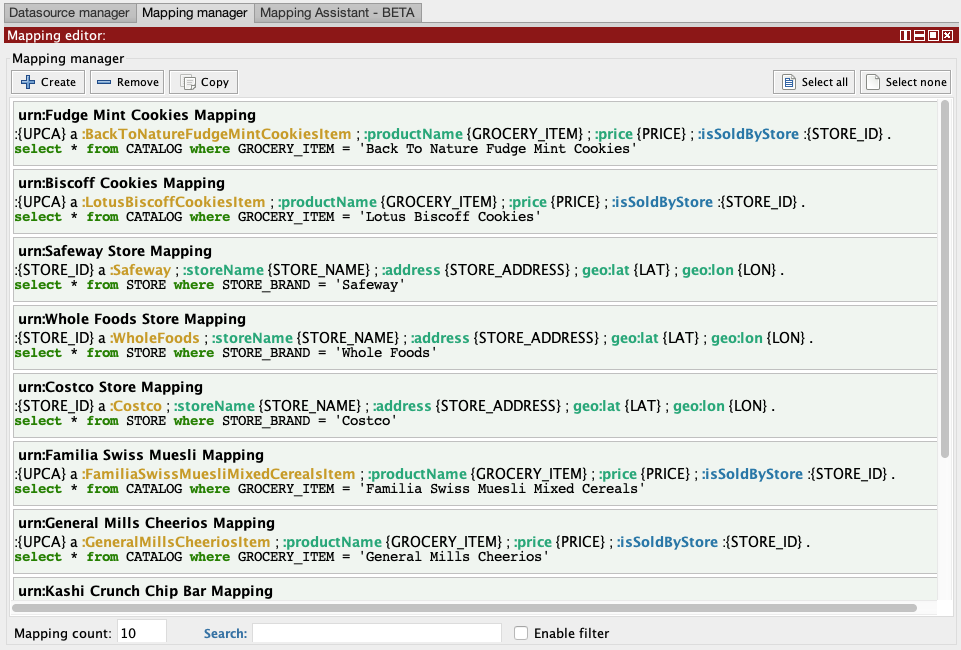 Datasource manager Mapping manager Mapping Assistant - BETA
Mapping editor:
Mapping manager
Create Remove Copy Select all Select none
urn:Fudge Mint Cookies Mapping
:{UPCA} a :BackToNatureFudgeMintCookiesItem ; :productName {GROCERY_ITEM} ; :price {PRICE} ; :isSoldByStore :{STORE_ID} .
select * from CATALOG where GROCERY_ITEM = 'Back To Nature Fudge Mint Cookies'
urn:Biscoff Cookies Mapping
:{UPCA} a :LotusBiscoffCookiesItem ; :productName {GROCERY_ITEM} ; :price {PRICE} ; :isSoldByStore :{STORE_ID} .
select * from CATALOG where GROCERY_ITEM = 'Lotus Biscoff Cookies'
urn:Safeway Store Mapping
:{STORE_ID} a :Safeway ; :storeName {STORE_NAME} ; :address {STORE_ADDRESS} ; geo:lat {LAT} ; geo:lon {LON} .
select * from STORE where STORE_BRAND = 'Safeway'
urn:Whole Foods Store Mapping
:{STORE_ID} a :WholeFoods ; :storeName {STORE_NAME} ; :address {STORE_ADDRESS} ; geo:lat {LAT} ; geo:lon {LON} .
select * from STORE where STORE_BRAND = 'Whole Foods'
urn:Costco Store Mapping
:{STORE_ID} a :Costco ; :storeName {STORE_NAME} ; :address {STORE_ADDRESS} ; geo:lat {LAT} ; geo:lon {LON} .
select * from STORE where STORE_BRAND = 'Costco'
urn:Familia Swiss Muesli Mapping
:{UPCA} a :FamiliaSwissMuesliMixedCerealsItem ; :productName {GROCERY_ITEM} ; :price {PRICE} ; :isSoldByStore :{STORE_ID} .
select * from CATALOG where GROCERY_ITEM = 'Familia Swiss Muesli Mixed Cereals'
urn:General Mills Cheerios Mapping
:{UPCA} a :GeneralMillsCheeriosItem ; :productName {GROCERY_ITEM} ; :price {PRICE} ; :isSoldByStore :{STORE_ID} .
select * from CATALOG where GROCERY_ITEM = 'General Mills Cheerios'
urn:Kashi Crunch Chip Bar Mapping
Mapping count: 10 Search: Enable filter